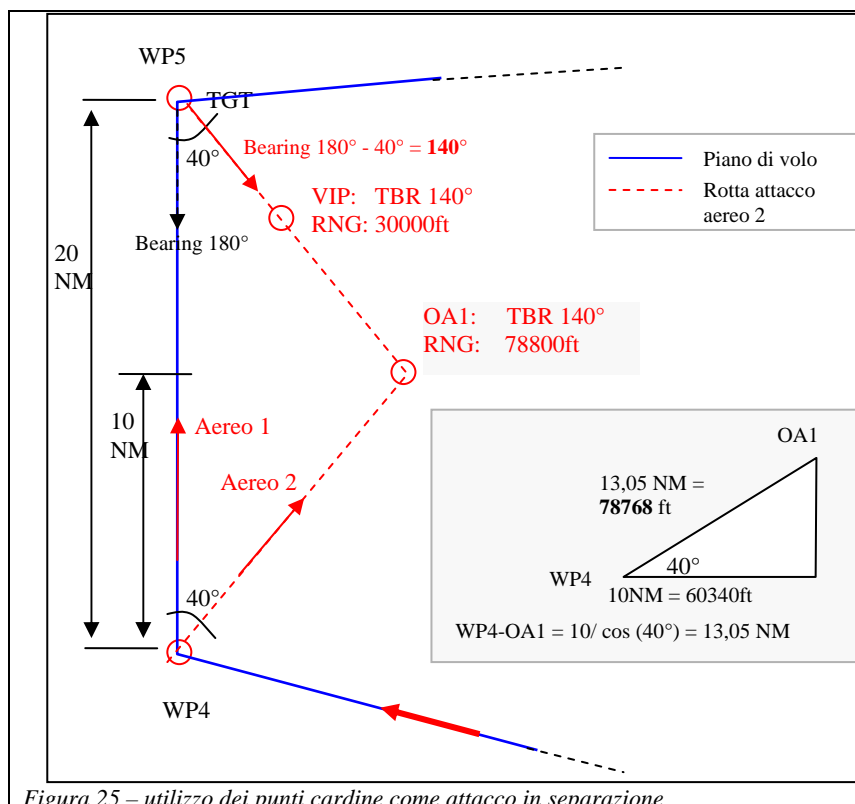 WP5
TGT
40°
Bearing 180° - 40° = 140°
VIP: TBR 140°
RNG: 30000ft
Bearing 180°
20
NM
Piano di volo
Rotta attacco
aereo 2
OA1: TBR 140°
RNG: 78800ft
10
NM
Aereo 1
Aereo 2
40°
WP4
OA1
13,05 NM =
78768 ft
WP4
40°
10NM = 60340ft
WP4-OA1 = 10/ cos (40°) = 13,05 NM
Figura 25 – utilizzo dei punti cardine come attacco in separazione